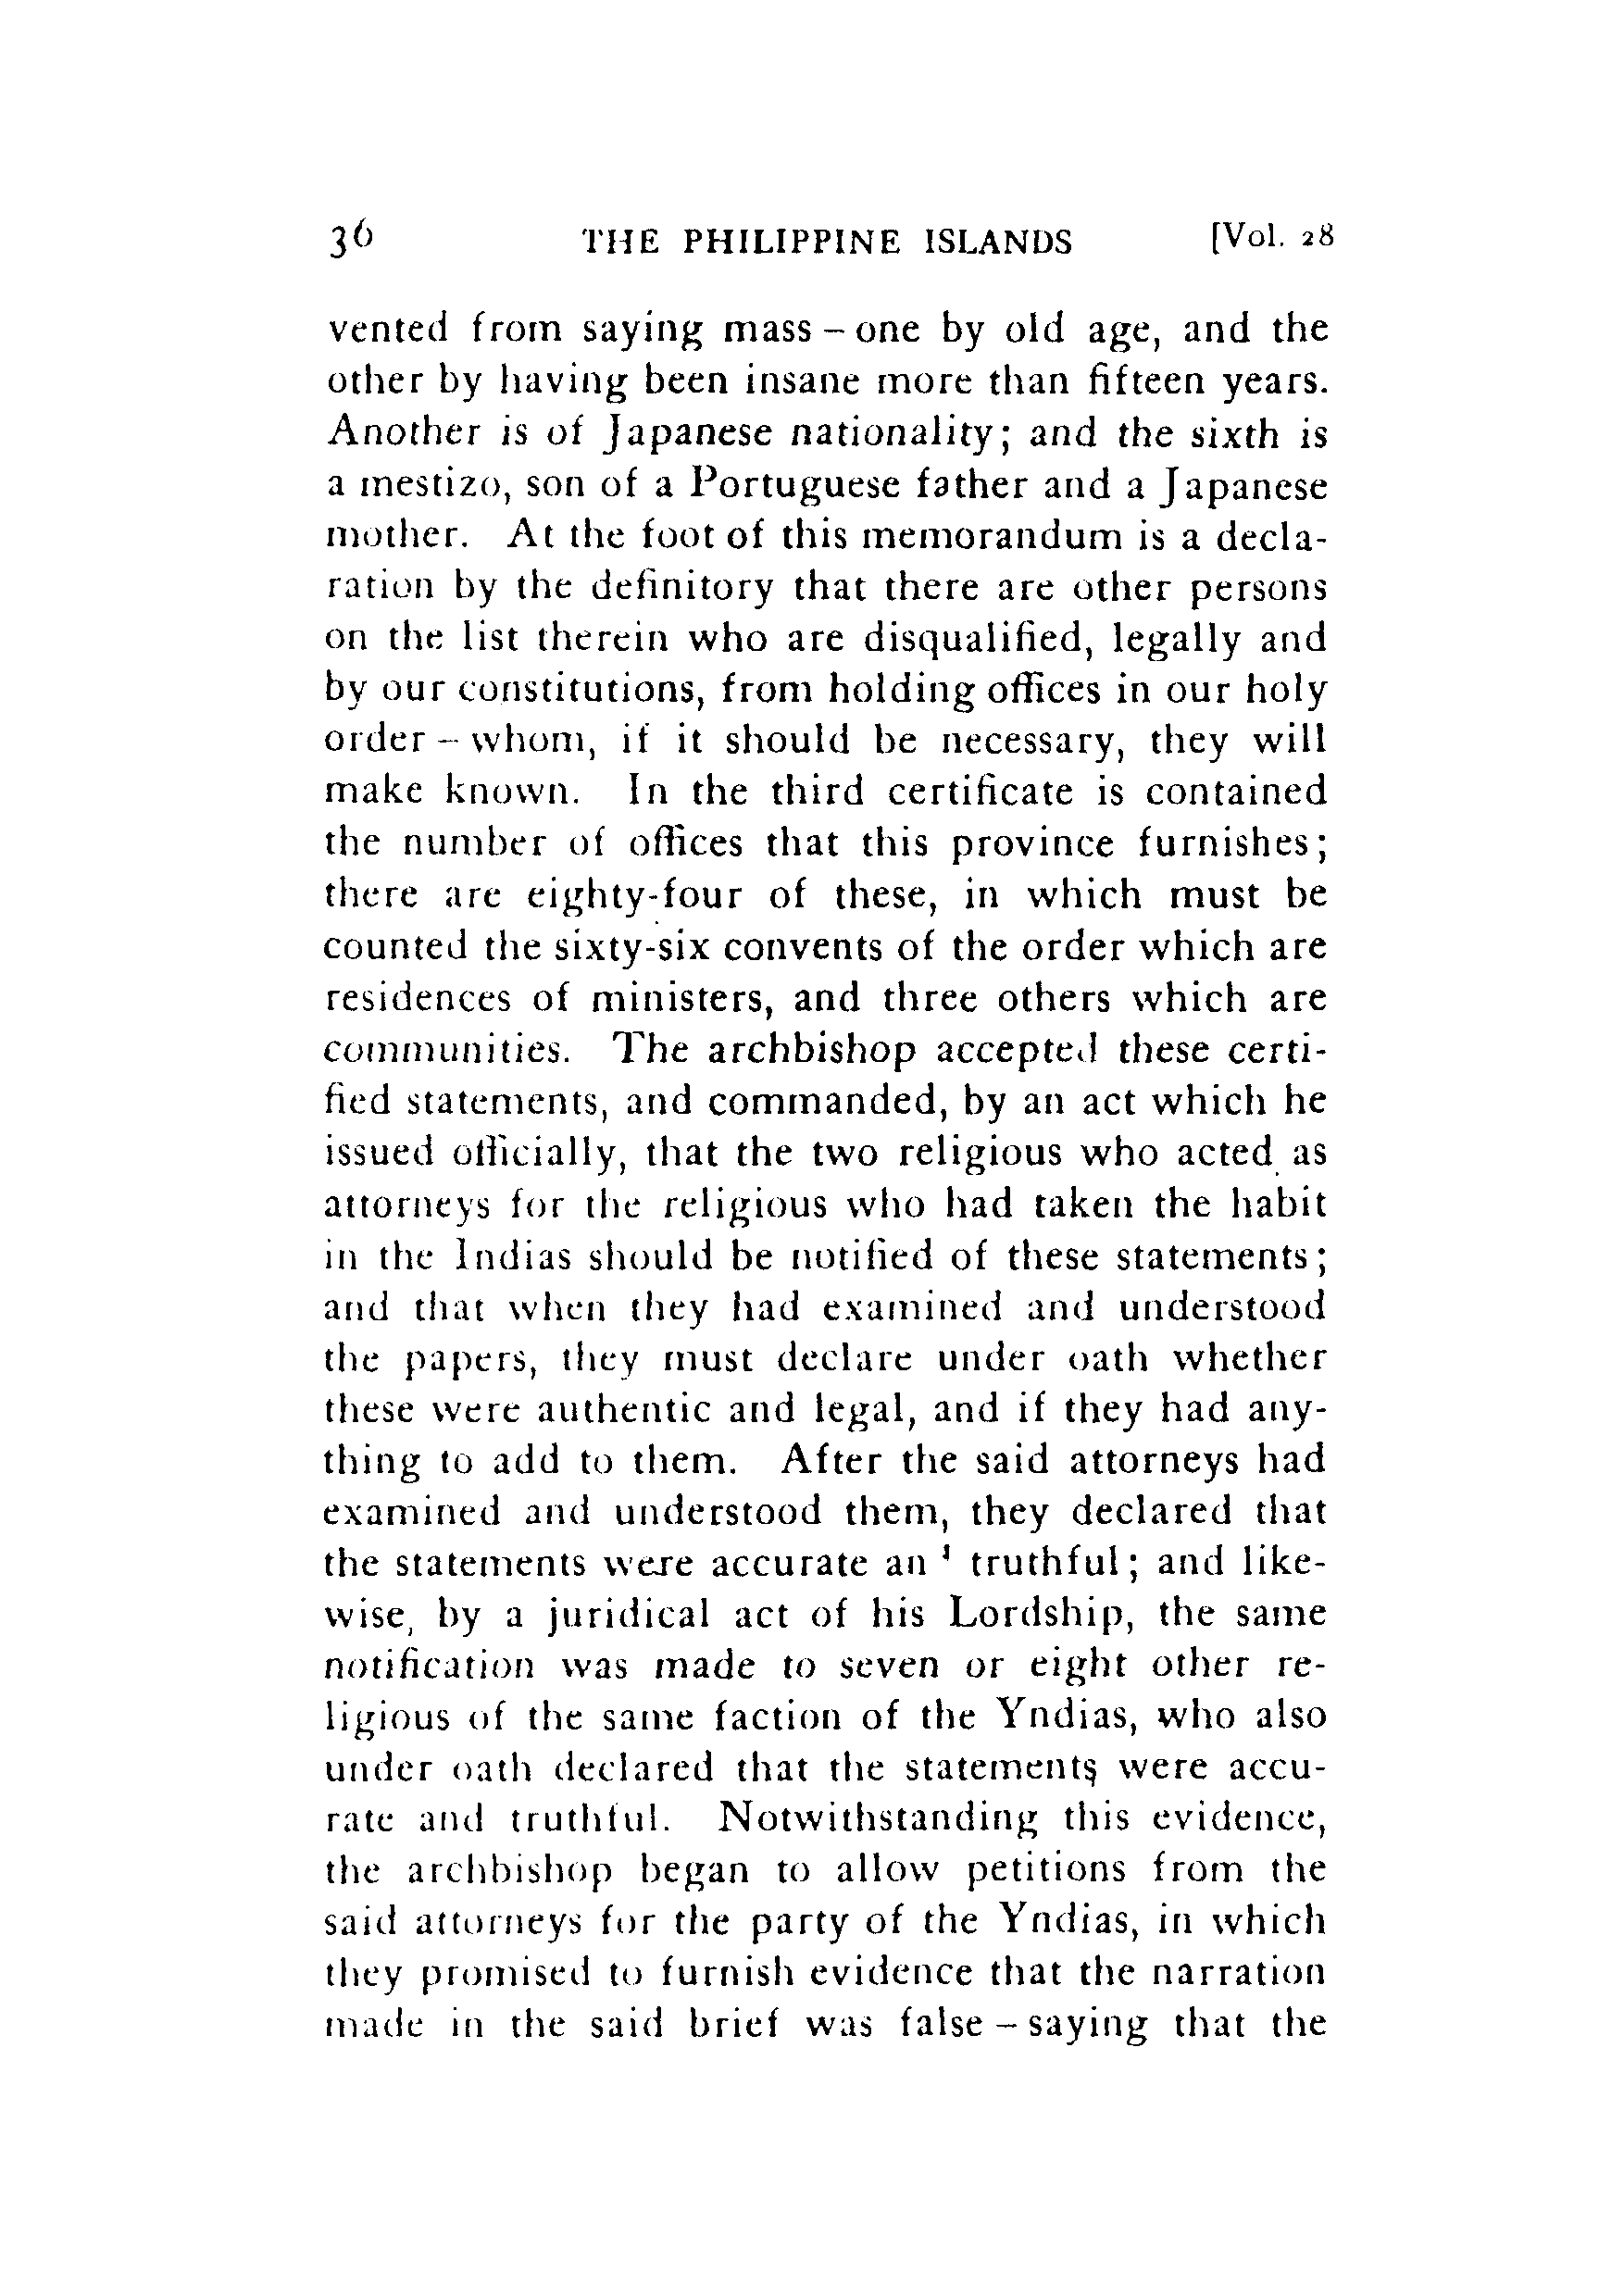 36 THE PHILIPPINE ISLANDS [Vol. 28
vented from saying mass – one by old age, and the
other by having been insane more than fifteen years.
Another is of Japanese nationality; and the sixth is
a mestizo, son of a Portuguese father and a Japanese
mother. At the foot of this memorandum is a decla-
ration by the definitory that there are other persons
on the list therein who are disqualified, legally and
by our constitutions, from holding offices in our holy
order – whom, if it should be necessary, they will
make known. In the third certificate is contained
the number of offices that this province furnishes;
there are eighty-four of these, in which must be
counted the sixty-six convents of the order which are
residences of ministers, and three others which are
communities. The archbishop accepted these certi-
fied statements, and commanded, by an act which he
issued officially, that the two religious who acted as
attorneys for the religious who had taken the habit
in the Indias should be notified of these statements;
and that when they had examined and understood
the papers, they must declare under oath whether
these were authentic and legal, and if they had any-
thing to add to them. After the said attorneys had
examined and understood them, they declared that
the statements were accurate and truthful; and like-
wise, by a juridical act of his Lordship, the same
notification was made to seven or eight other re-
ligious of the same faction of the Yndias, who also
under oath declared that the statements were accu-
rate and truthful. Notwithstanding this evidence,
the archbishop began to allow petitions from the
said attorneys for the party of the Yndias, in which
they promised to furnish evidence that the narration
made in the said brief was false – saying that the